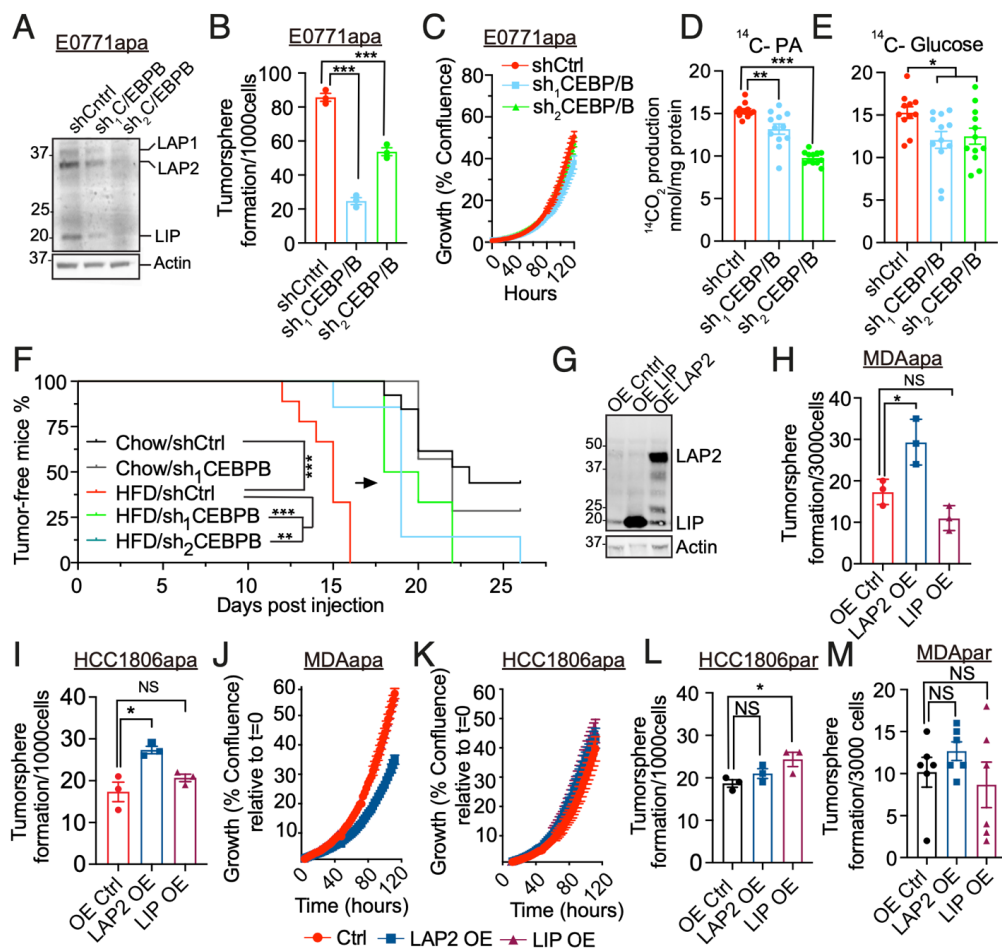 A
E0771apa
shCntrl
sh1C/EBPB
sh2C/EBPB
37
25
20
37
LAP1
LAP2
LIP
Actin
B
E0771apa
Tumorsphere
formation/1000cells
100
80
60
40
20
0
***
***
shCntrl
sh1CEBP/B
sh2CEBP/B
C
E0771apa
shCtrl
sh1CEBP/B
sh2CEBP/B
Growth (% Confluence)
100
80
60
40
20
0
0
40
80
120
Hours
D
14C- PA
14CO2 production
nmol/mg protein
20
15
10
5
0
**
***
shCtrl
sh1CEBP/B
sh2CEBP/B
E
14C- Glucose
20
15
10
5
0
*
shCtrl
sh1CEBP/B
sh2CEBP/B
F
Tumor-free mice %
100
75
50
25
0
Chow/shCtrl
Chow/sh1CEBPB
HFD/shCtrl
HFD/sh1CEBPB
HFD/sh2CEBPB
***
***
**
0
5
10
15
20
25
Days post injection
G
OE Cntrl
OE LIP
OE LAP2
50
37
25
20
37
LAP2
LIP
Actin
H
MDAapa
Tumorsphere
formation/3000cells
40
30
20
10
0
NS
*
OE Ctrl
LAP2 OE
LIP OE
I
HCC1806apa
Tumorsphere
formation/1000cells
40
30
20
10
0
NS
*
OE Ctrl
LAP2 OE
LIP OE
J
MDAapa
Growth (% Confluence)
relative to t=0
60
50
40
30
20
10
0
40
80
120
Time (hours)
K
HCC1806apa
Growth (% Confluence)
relative to t=0
60
50
40
30
20
10
0
40
80
120
Time (hours)
L
HCC1806par
Tumorsphere
formation/1000cells
40
30
20
10
0
*
NS
OE Ctrl
LAP2 OE
LIP OE
M
MDApar
Tumorsphere
formation/3000 cells
20
15
10
5
0
NS
NS
OE Ctrl
LAP2 OE
LIP OE
Ctrl
LAP2 OE
LIP OE